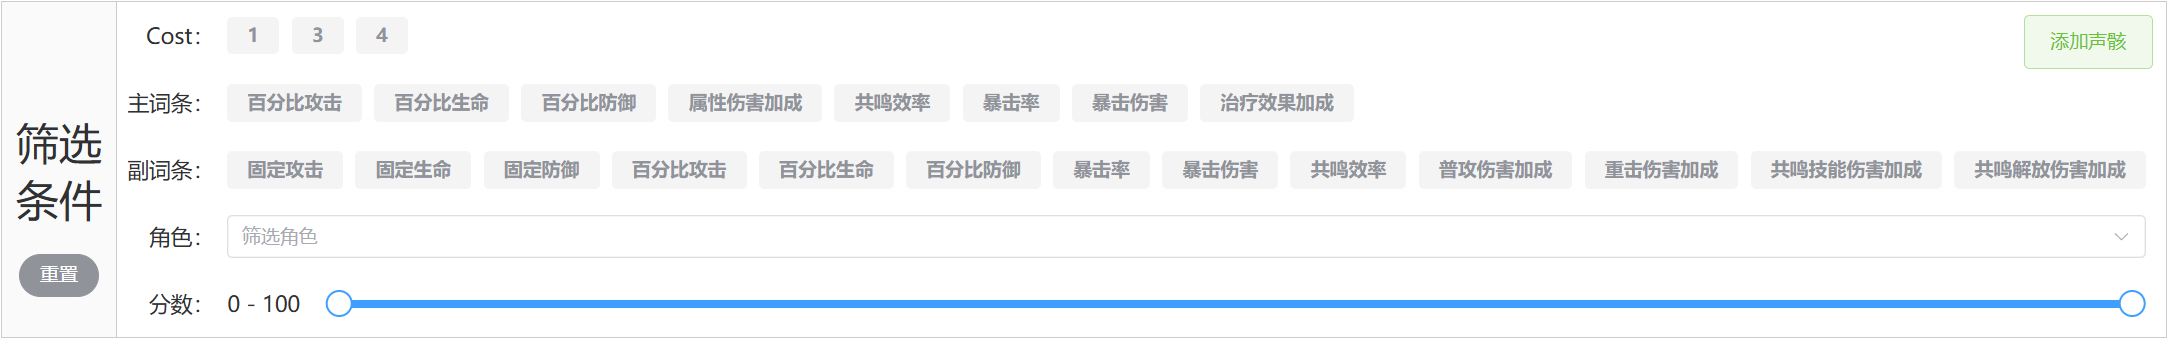 筛选
条件
重置
Cost： 1 3 4 添加声骸
主词条： 百分比攻击 百分比生命 百分比防御 属性伤害加成 共鸣效率 暴击率 暴击伤害 治疗效果加成
副词条： 固定攻击 固定生命 固定防御 百分比攻击 百分比生命 百分比防御 暴击率 暴击伤害 共鸣效率 普攻伤害加成 重击伤害加成 共鸣技能伤害加成 共鸣解放伤害加成
角色： 筛选角色
分数： 0 - 100